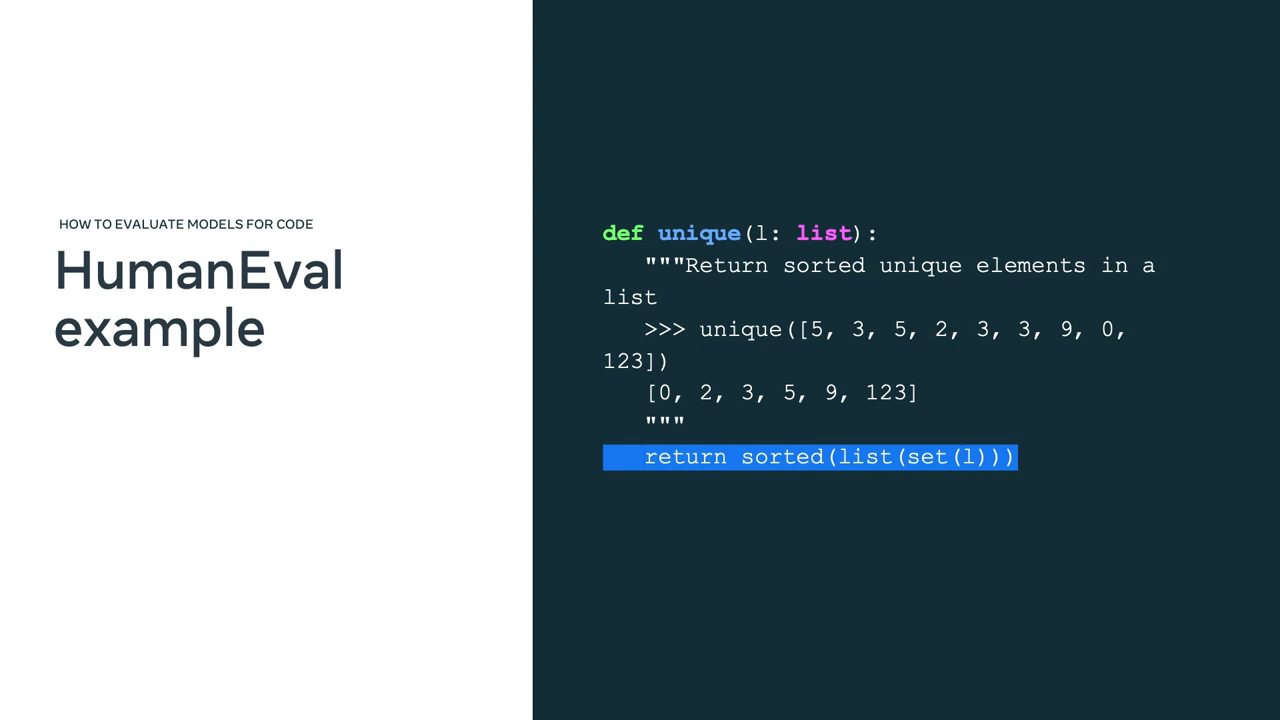 HOW TO EVALUATE MODELS FOR CODE
HumanEval
example
def unique(l: list):
"""Return sorted unique elements in a
list
>>> unique([5, 3, 5, 2, 3, 3, 9, 0,
123])
[0, 2, 3, 5, 9, 123]
"""
return sorted(list(set(l)))